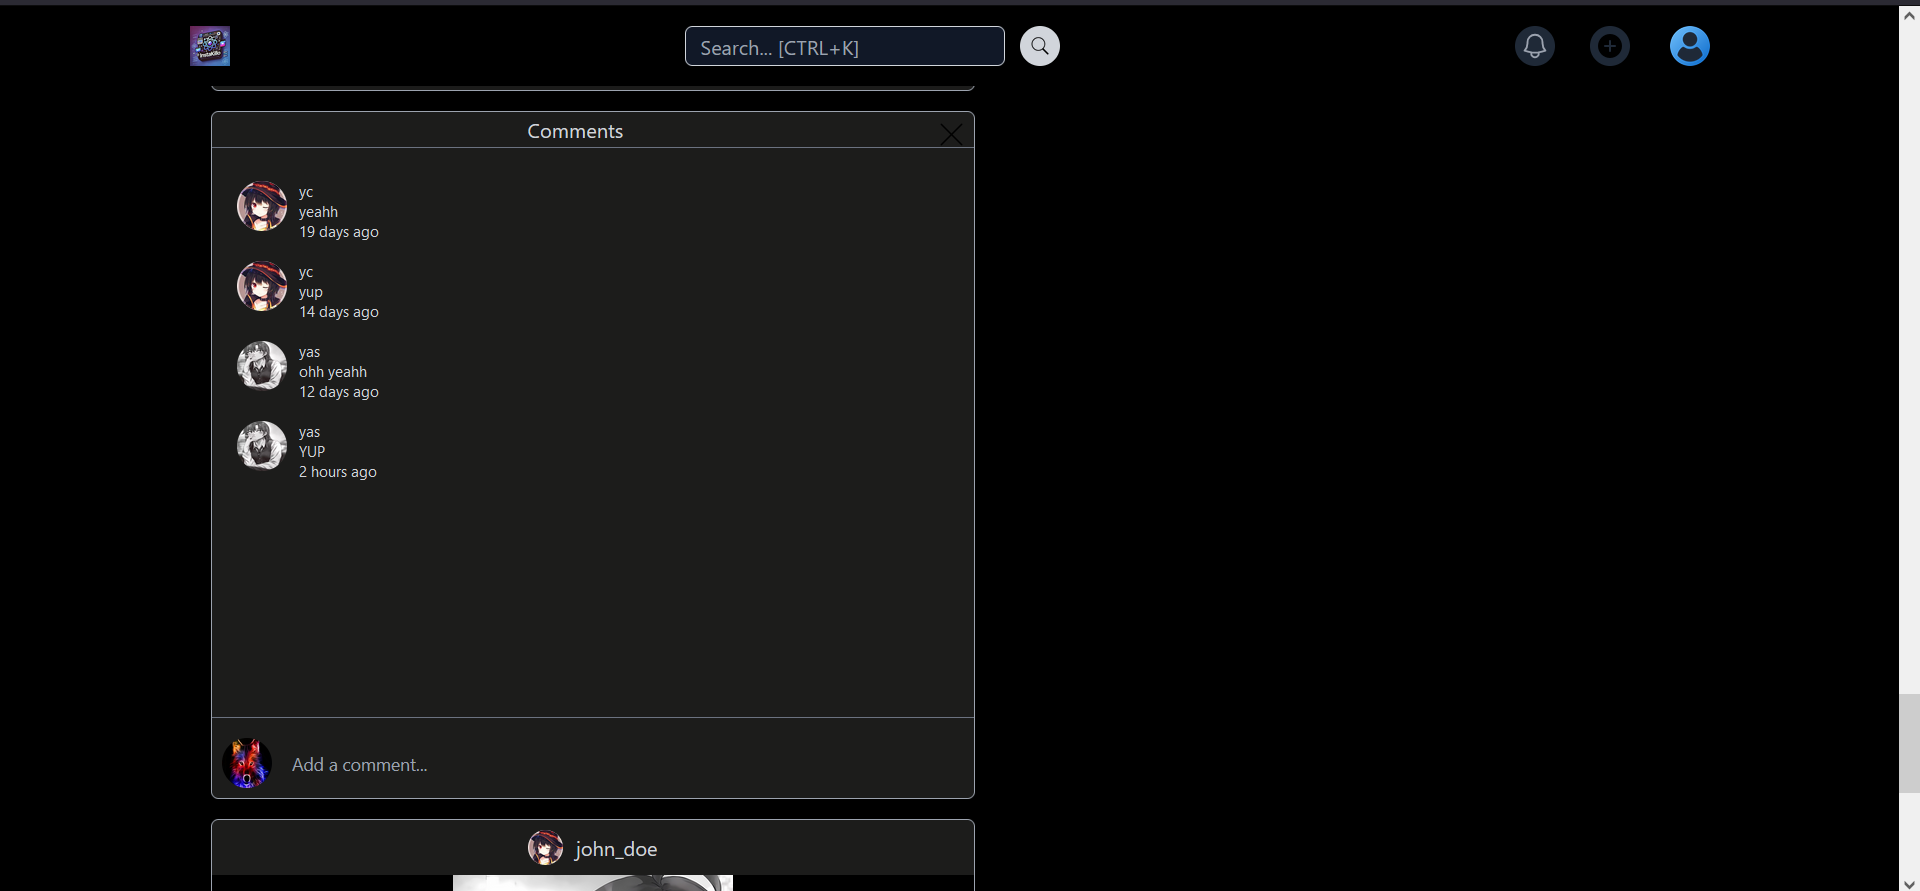 InstaKilo
Search... [CTRL+K]
Comments
yc
yeahh
19 days ago
yc
yup
14 days ago
yas
ohh yeahh
12 days ago
yas
YUP
2 hours ago
Add a comment...
john_doe